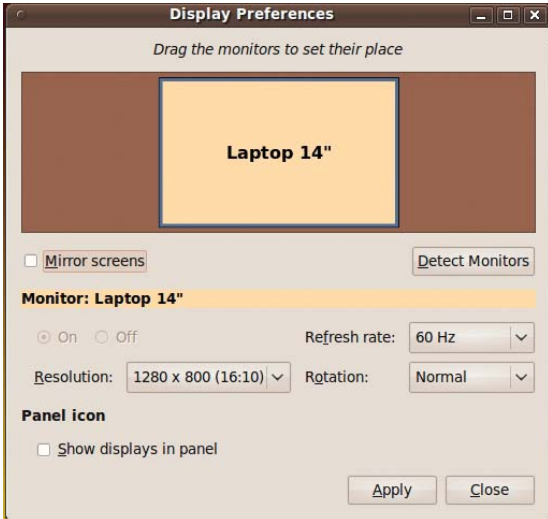 Display Preferences
Drag the monitors to set their place
Laptop 14"
Mirror screens
Detect Monitors
Monitor: Laptop 14"
On Off
Refresh rate: 60 Hz
Resolution: 1280 x 800 (16:10)
Rotation: Normal
Panel icon
Show displays in panel
Apply Close